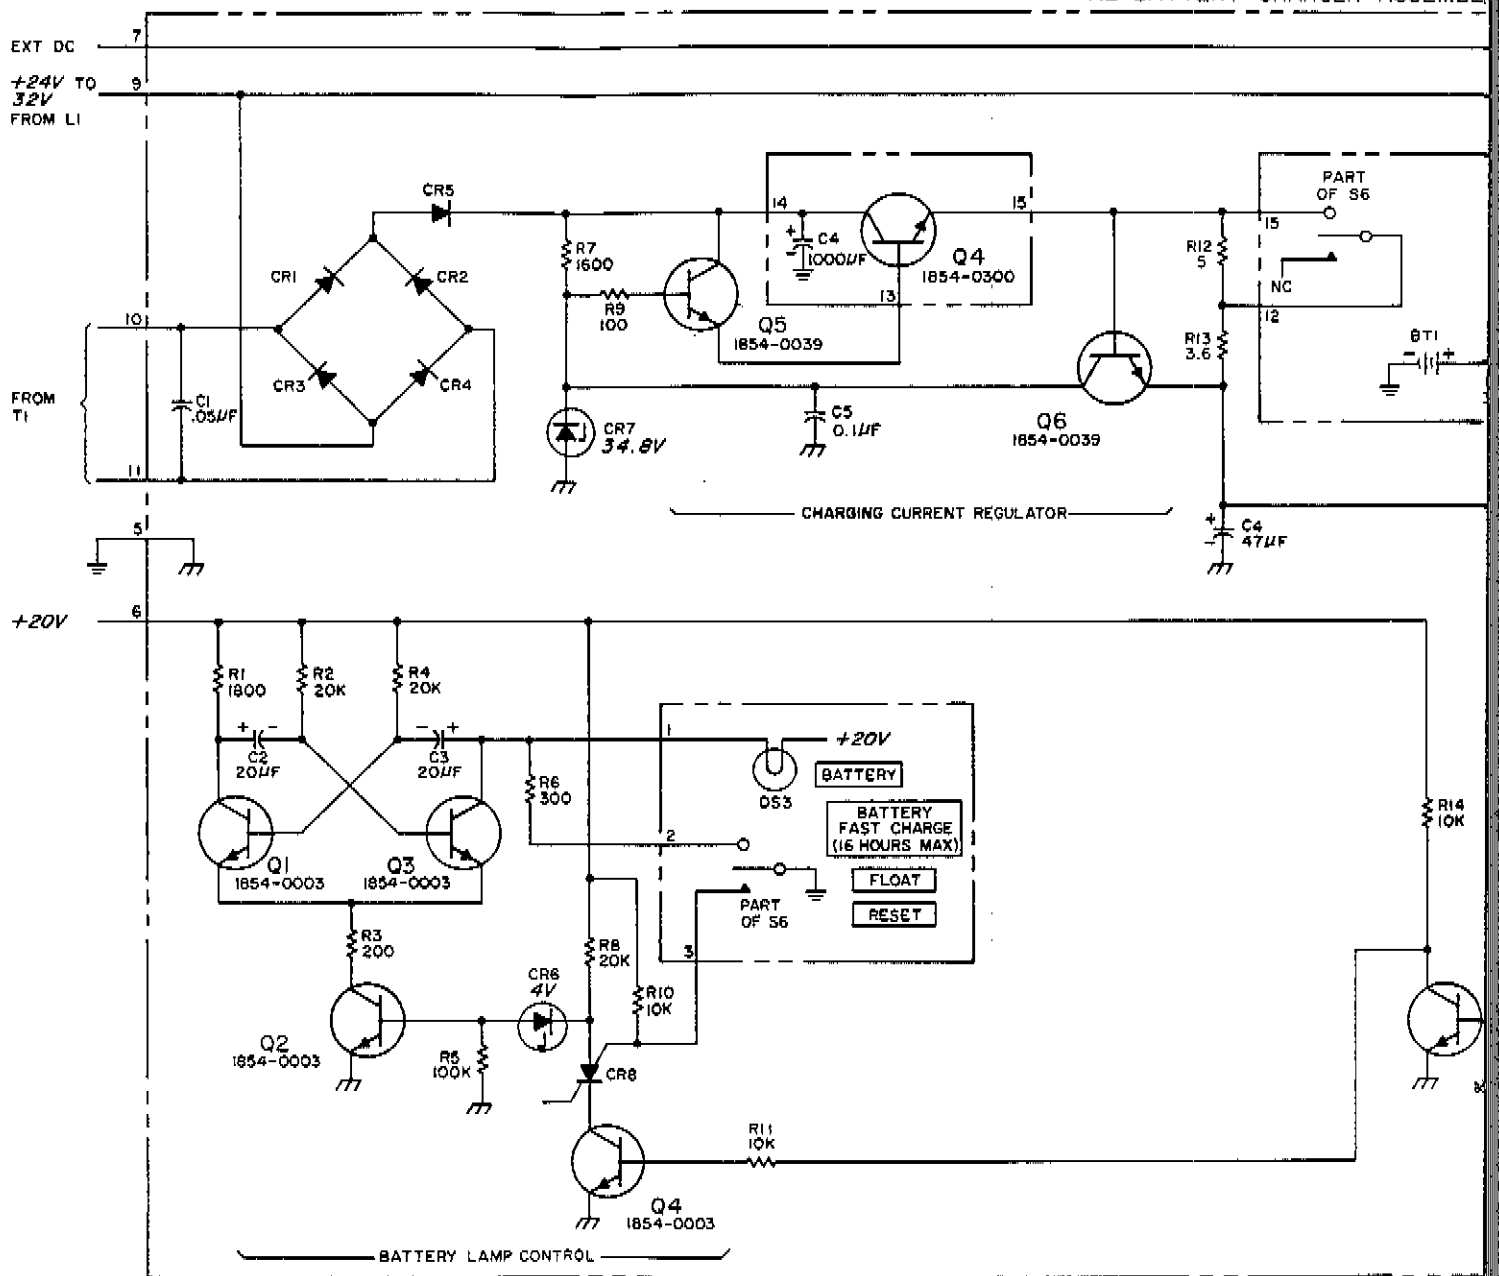 EXT DC
7
+24V TO
32V
FROM L1
9
CR5
CR1
CR2
CR3
CR4
10
FROM
T1
C1
.05µF
11
R7
1600
R9
100
Q5
1854-0039
CR7
34.8V
14
C4
1000µF
Q4
1854-0300
15
13
C5
0.1µF
Q6
1854-0039
R12
5
R13
3.6
15
PART
OF S6
NC
12
BT1
- +
CHARGING CURRENT REGULATOR
+
-
C4
47µF
5
+20V
6
R1
1800
R2
20K
R4
20K
+ -
C2
20µF
- +
C3
20µF
Q1
1854-0003
Q3
1854-0003
R3
200
Q2
1854-0003
R5
100K
CR6
4V
R6
300
R8
20K
R10
10K
CR8
1
+20V
DS3
BATTERY
BATTERY
FAST CHARGE
(16 HOURS MAX)
2
FLOAT
RESET
PART
OF S6
3
R14
10K
R11
10K
Q4
1854-0003
BATTERY LAMP CONTROL